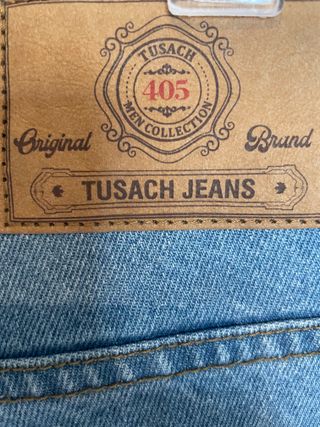 TUSACH
405
MEN COLLECTION
Original Brand
TUSACH JEANS